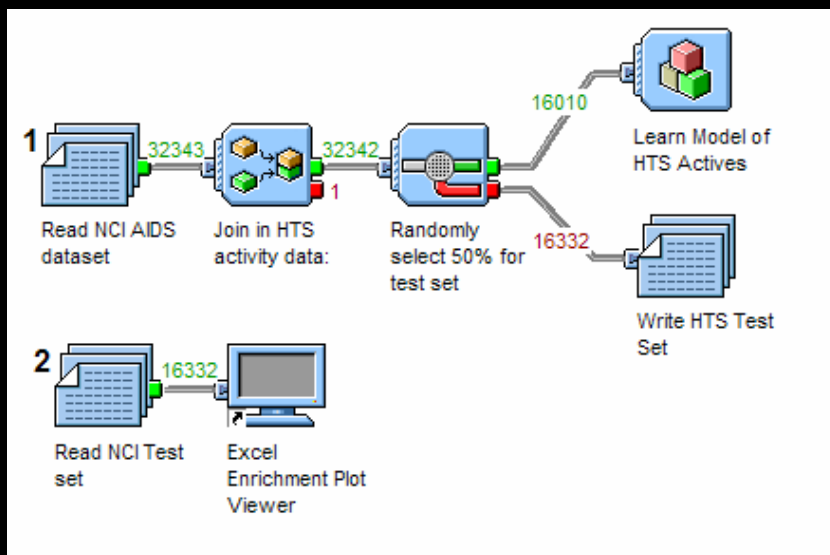 16010
1
32343
32342
1
Learn Model of
HTS Actives
Read NCI AIDS
dataset
Join in HTS
activity data:
Randomly
select 50% for
test set
16332
Write HTS Test
Set
2
16332
Read NCI Test
set
Excel
Enrichment Plot
Viewer